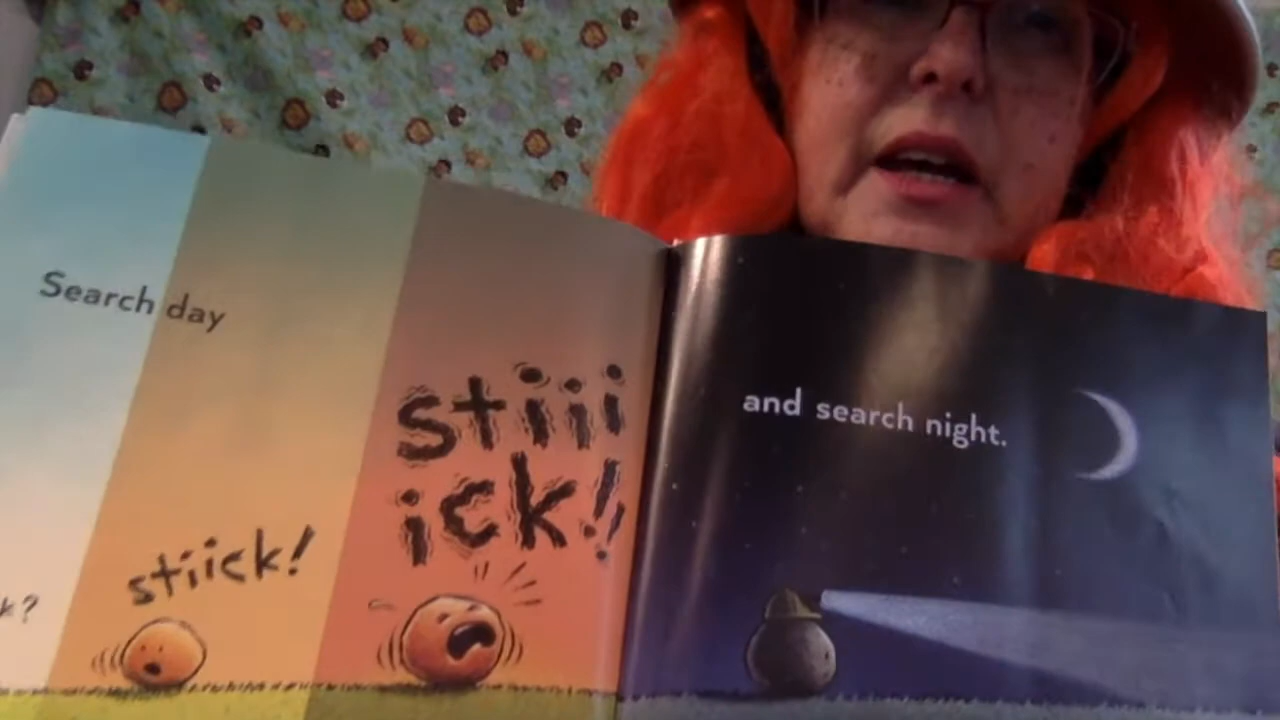 Search day
stiick!
stiii
ick!!
and search night.